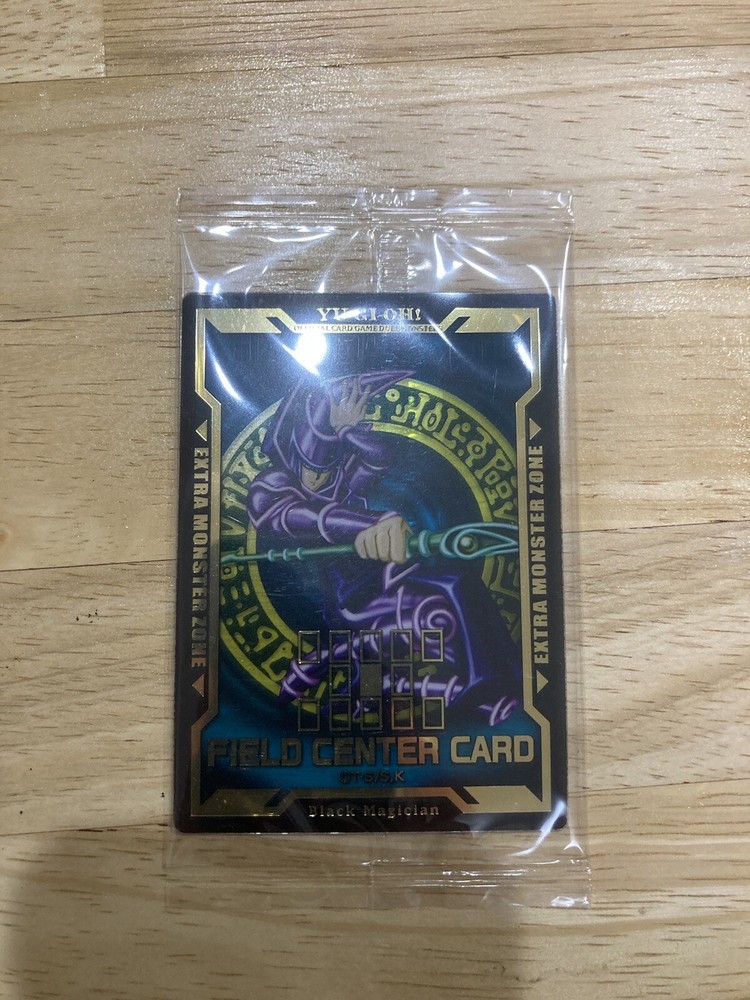 YU-GI-OH!
OFFICIAL CARD GAME DUEL MONSTERS
EXTRA MONSTER ZONE
EXTRA MONSTER ZONE
FIELD CENTER CARD
Black Magician